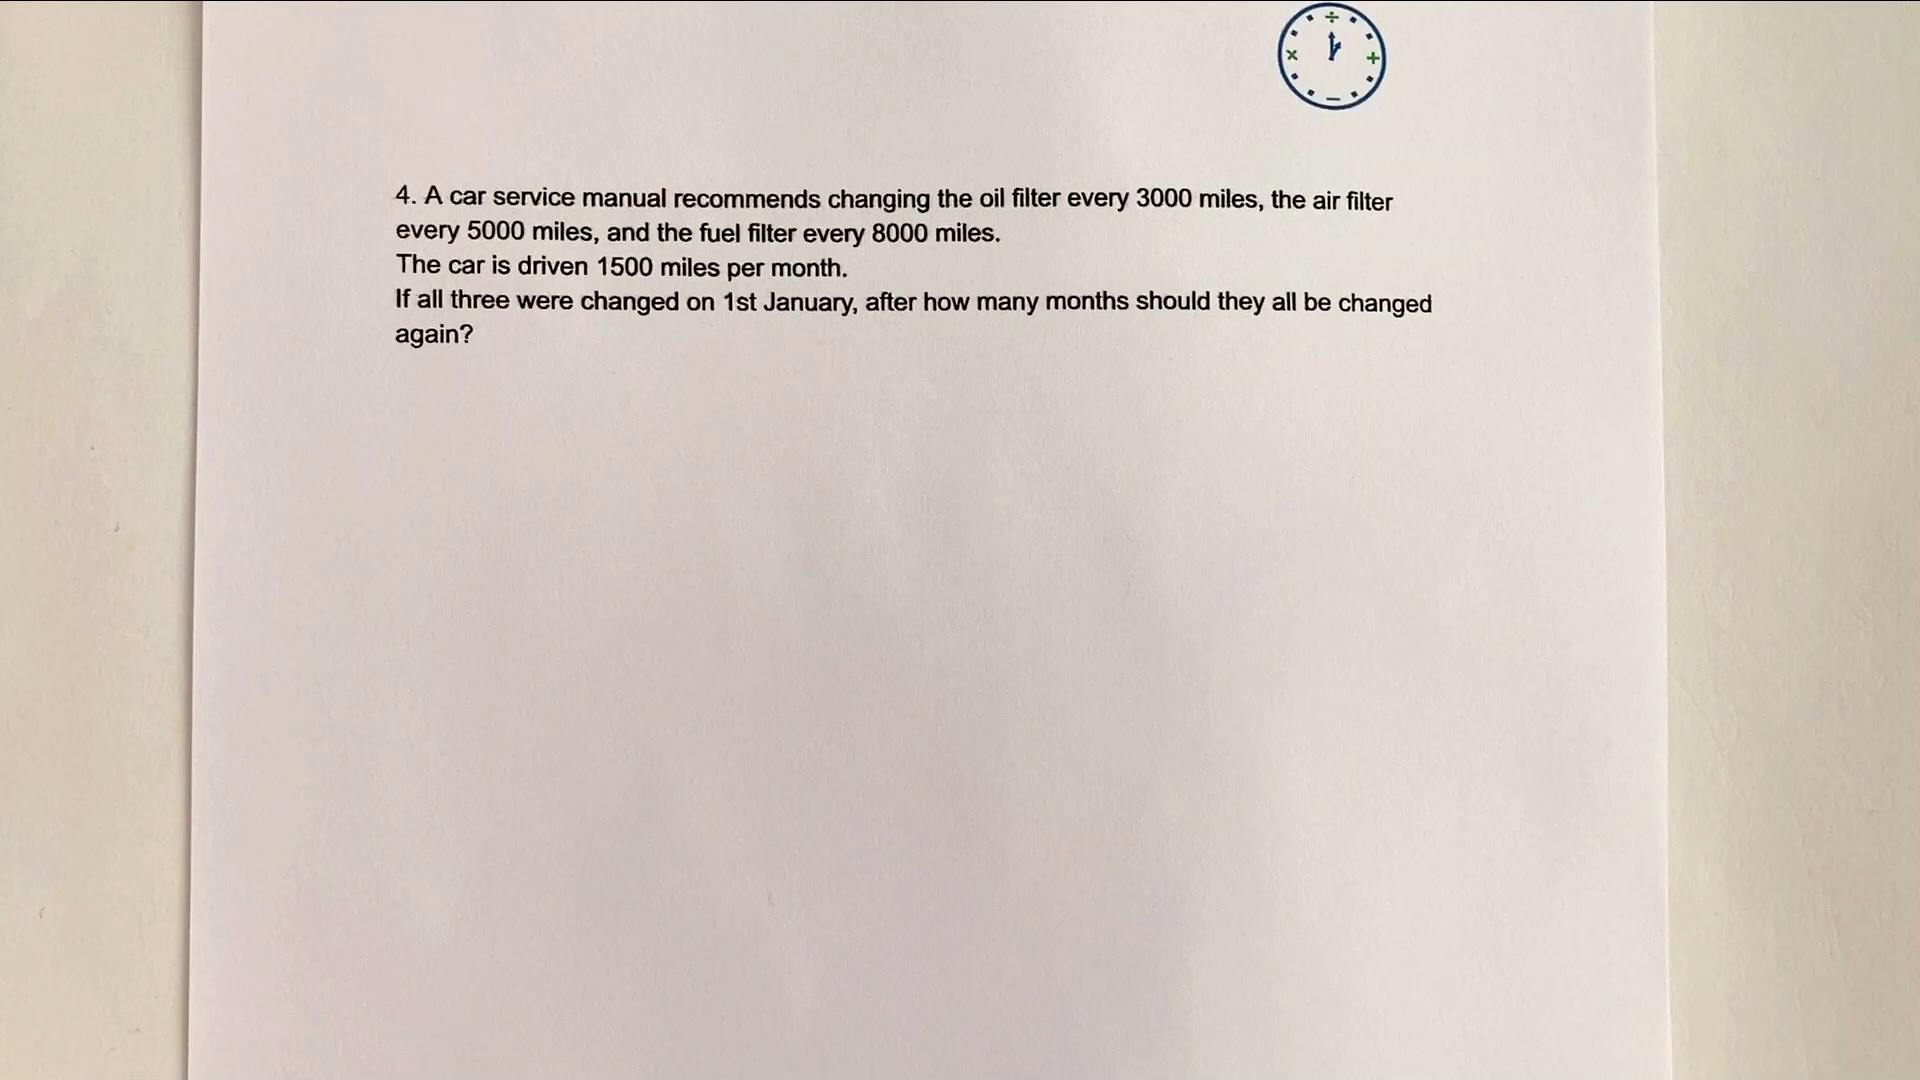 4. A car service manual recommends changing the oil filter every 3000 miles, the air filter
every 5000 miles, and the fuel filter every 8000 miles.
The car is driven 1500 miles per month.
If all three were changed on 1st January, after how many months should they all be changed
again?